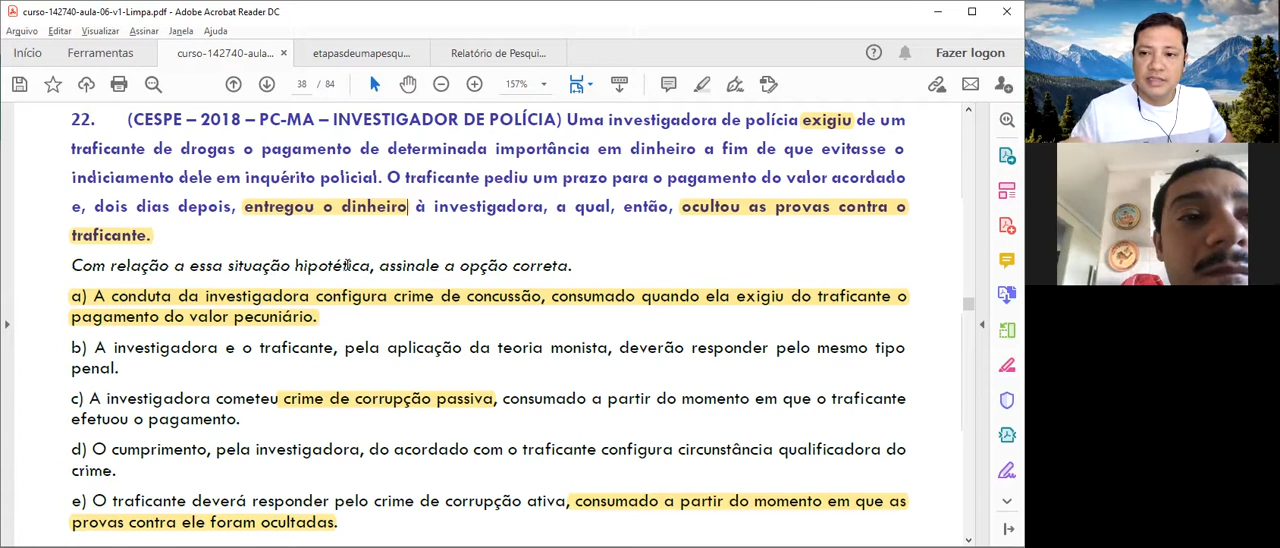 curso-142740-aula-06-v1-Limpa.pdf - Adobe Acrobat Reader DC
Arquivo Editar Visualizar Assinar Janela Ajuda
Início Ferramentas curso-142740-aula... × etapasdeumapesqu... Relatório de Pesqui... Fazer logon
38 / 84 157%
22. (CESPE – 2018 – PC-MA – INVESTIGADOR DE POLÍCIA) Uma investigadora de polícia exigiu de um
traficante de drogas o pagamento de determinada importância em dinheiro a fim de que evitasse o
indiciamento dele em inquérito policial. O traficante pediu um prazo para o pagamento do valor acordado
e, dois dias depois, entregou o dinheiro à investigadora, a qual, então, ocultou as provas contra o
traficante.
Com relação a essa situação hipotética, assinale a opção correta.
a) A conduta da investigadora configura crime de concussão, consumado quando ela exigiu do traficante o
pagamento do valor pecuniário.
b) A investigadora e o traficante, pela aplicação da teoria monista, deverão responder pelo mesmo tipo
penal.
c) A investigadora cometeu crime de corrupção passiva, consumado a partir do momento em que o traficante
efetuou o pagamento.
d) O cumprimento, pela investigadora, do acordado com o traficante configura circunstância qualificadora do
crime.
e) O traficante deverá responder pelo crime de corrupção ativa, consumado a partir do momento em que as
provas contra ele foram ocultadas.